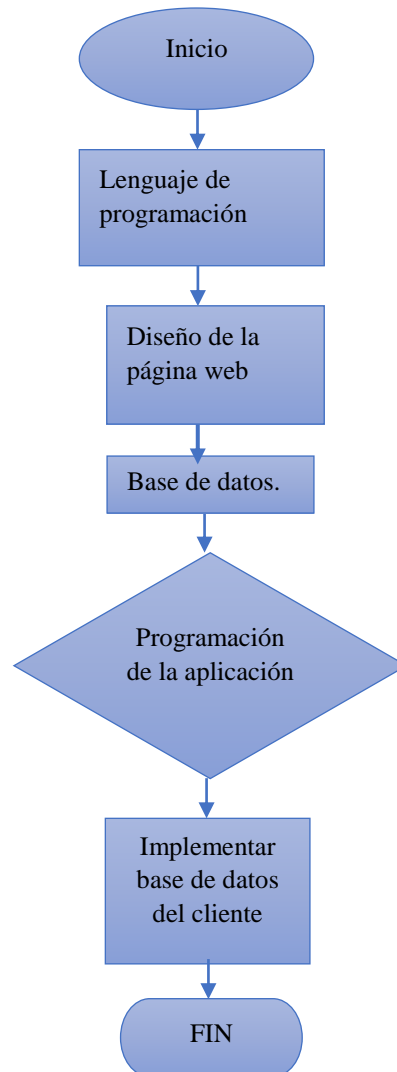 Inicio
Lenguaje de
programación
Diseño de la
página web
Base de datos.
Programación
de la aplicación
Implementar
base de datos
del cliente
FIN